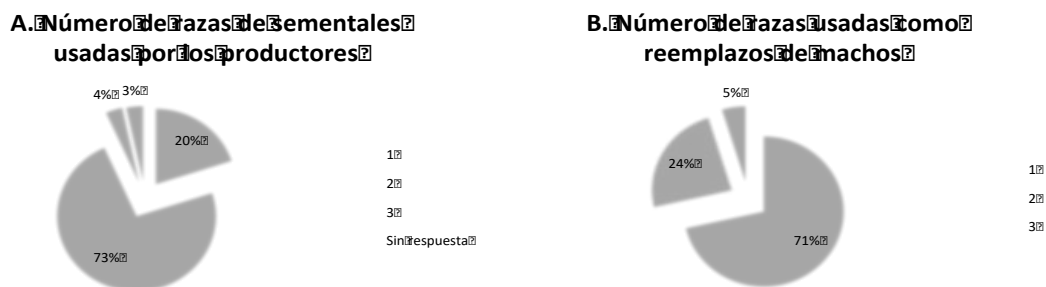 A. Número de razas de sementales
usadas por los productores
4% 3%
20%
73%
1
2
3
Sin respuesta
B. Número de razas usadas como
reemplazos de machos
5%
24%
71%
1
2
3